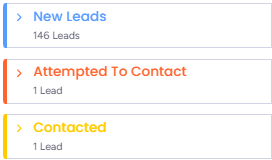 New Leads
146 Leads
Attempted To Contact
1 Lead
Contacted
1 Lead